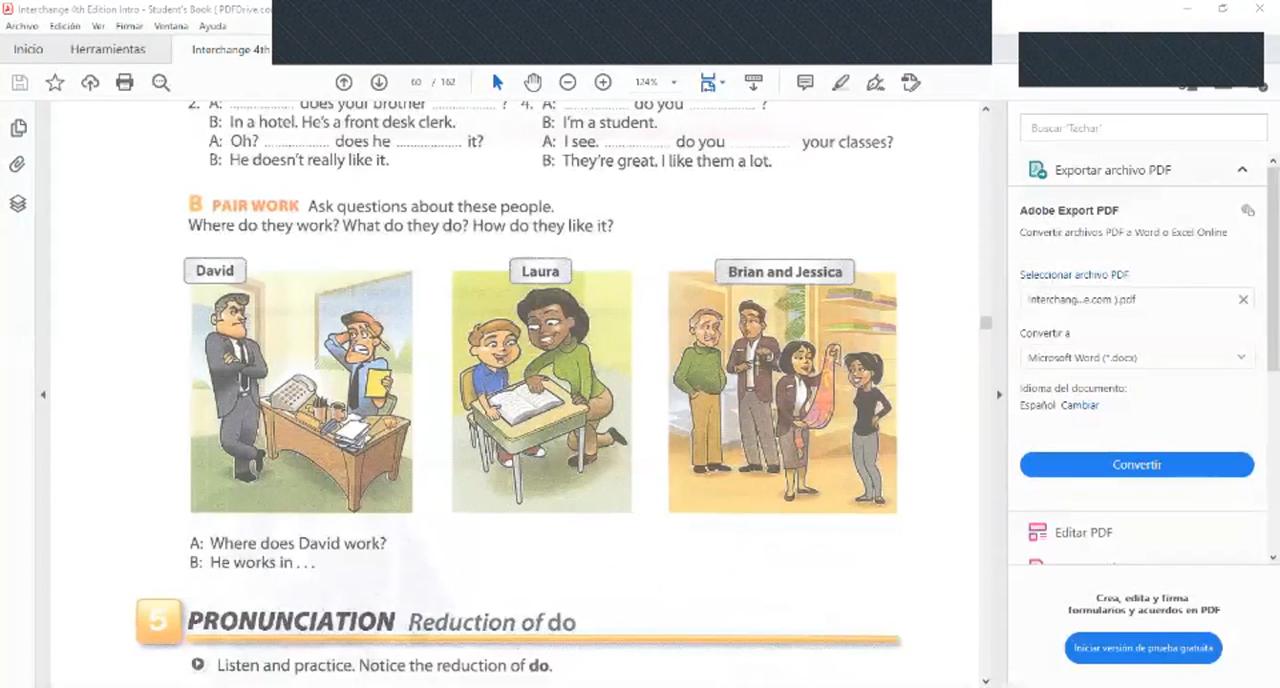 Interchange 4th Edition Intro - Student's Book ( PDFDrive.co
Archivo Edición Ver Firmar Ventana Ayuda
Inicio Herramientas Interchange 4th
60 / 162 124%
2. A: ............... does your brother ............... ? 4. A: ............... do you ............... ?
B: In a hotel. He's a front desk clerk. B: I'm a student.
A: Oh? ............... does he ............... it? A: I see. ............... do you ............... your classes?
B: He doesn't really like it. B: They're great. I like them a lot.
B PAIR WORK Ask questions about these people.
Where do they work? What do they do? How do they like it?
David Laura Brian and Jessica
A: Where does David work?
B: He works in . . .
5 PRONUNCIATION Reduction of do
Listen and practice. Notice the reduction of do.
Buscar 'Tachar'
Exportar archivo PDF
Adobe Export PDF
Convertir archivos PDF a Word o Excel Online
Seleccionar archivo PDF
Interchang...e.com ).pdf
Convertir a
Microsoft Word (*.docx)
Idioma del documento:
Español Cambiar
Convertir
Editar PDF
Crea, edita y firma
formularios y acuerdos en PDF
Iniciar versión de prueba gratuita